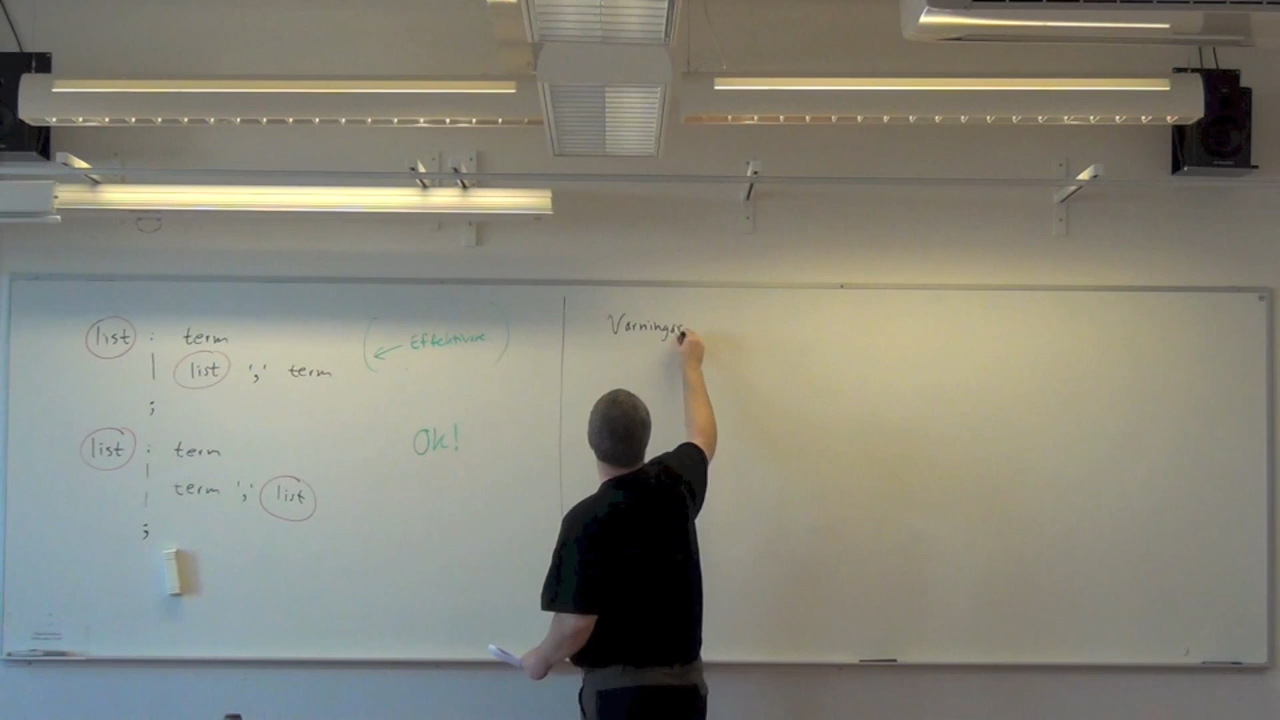 list : term
| list ';' term
;
(← Effektivare)
list : term
| term ';' list
;
Ok!
Varningar